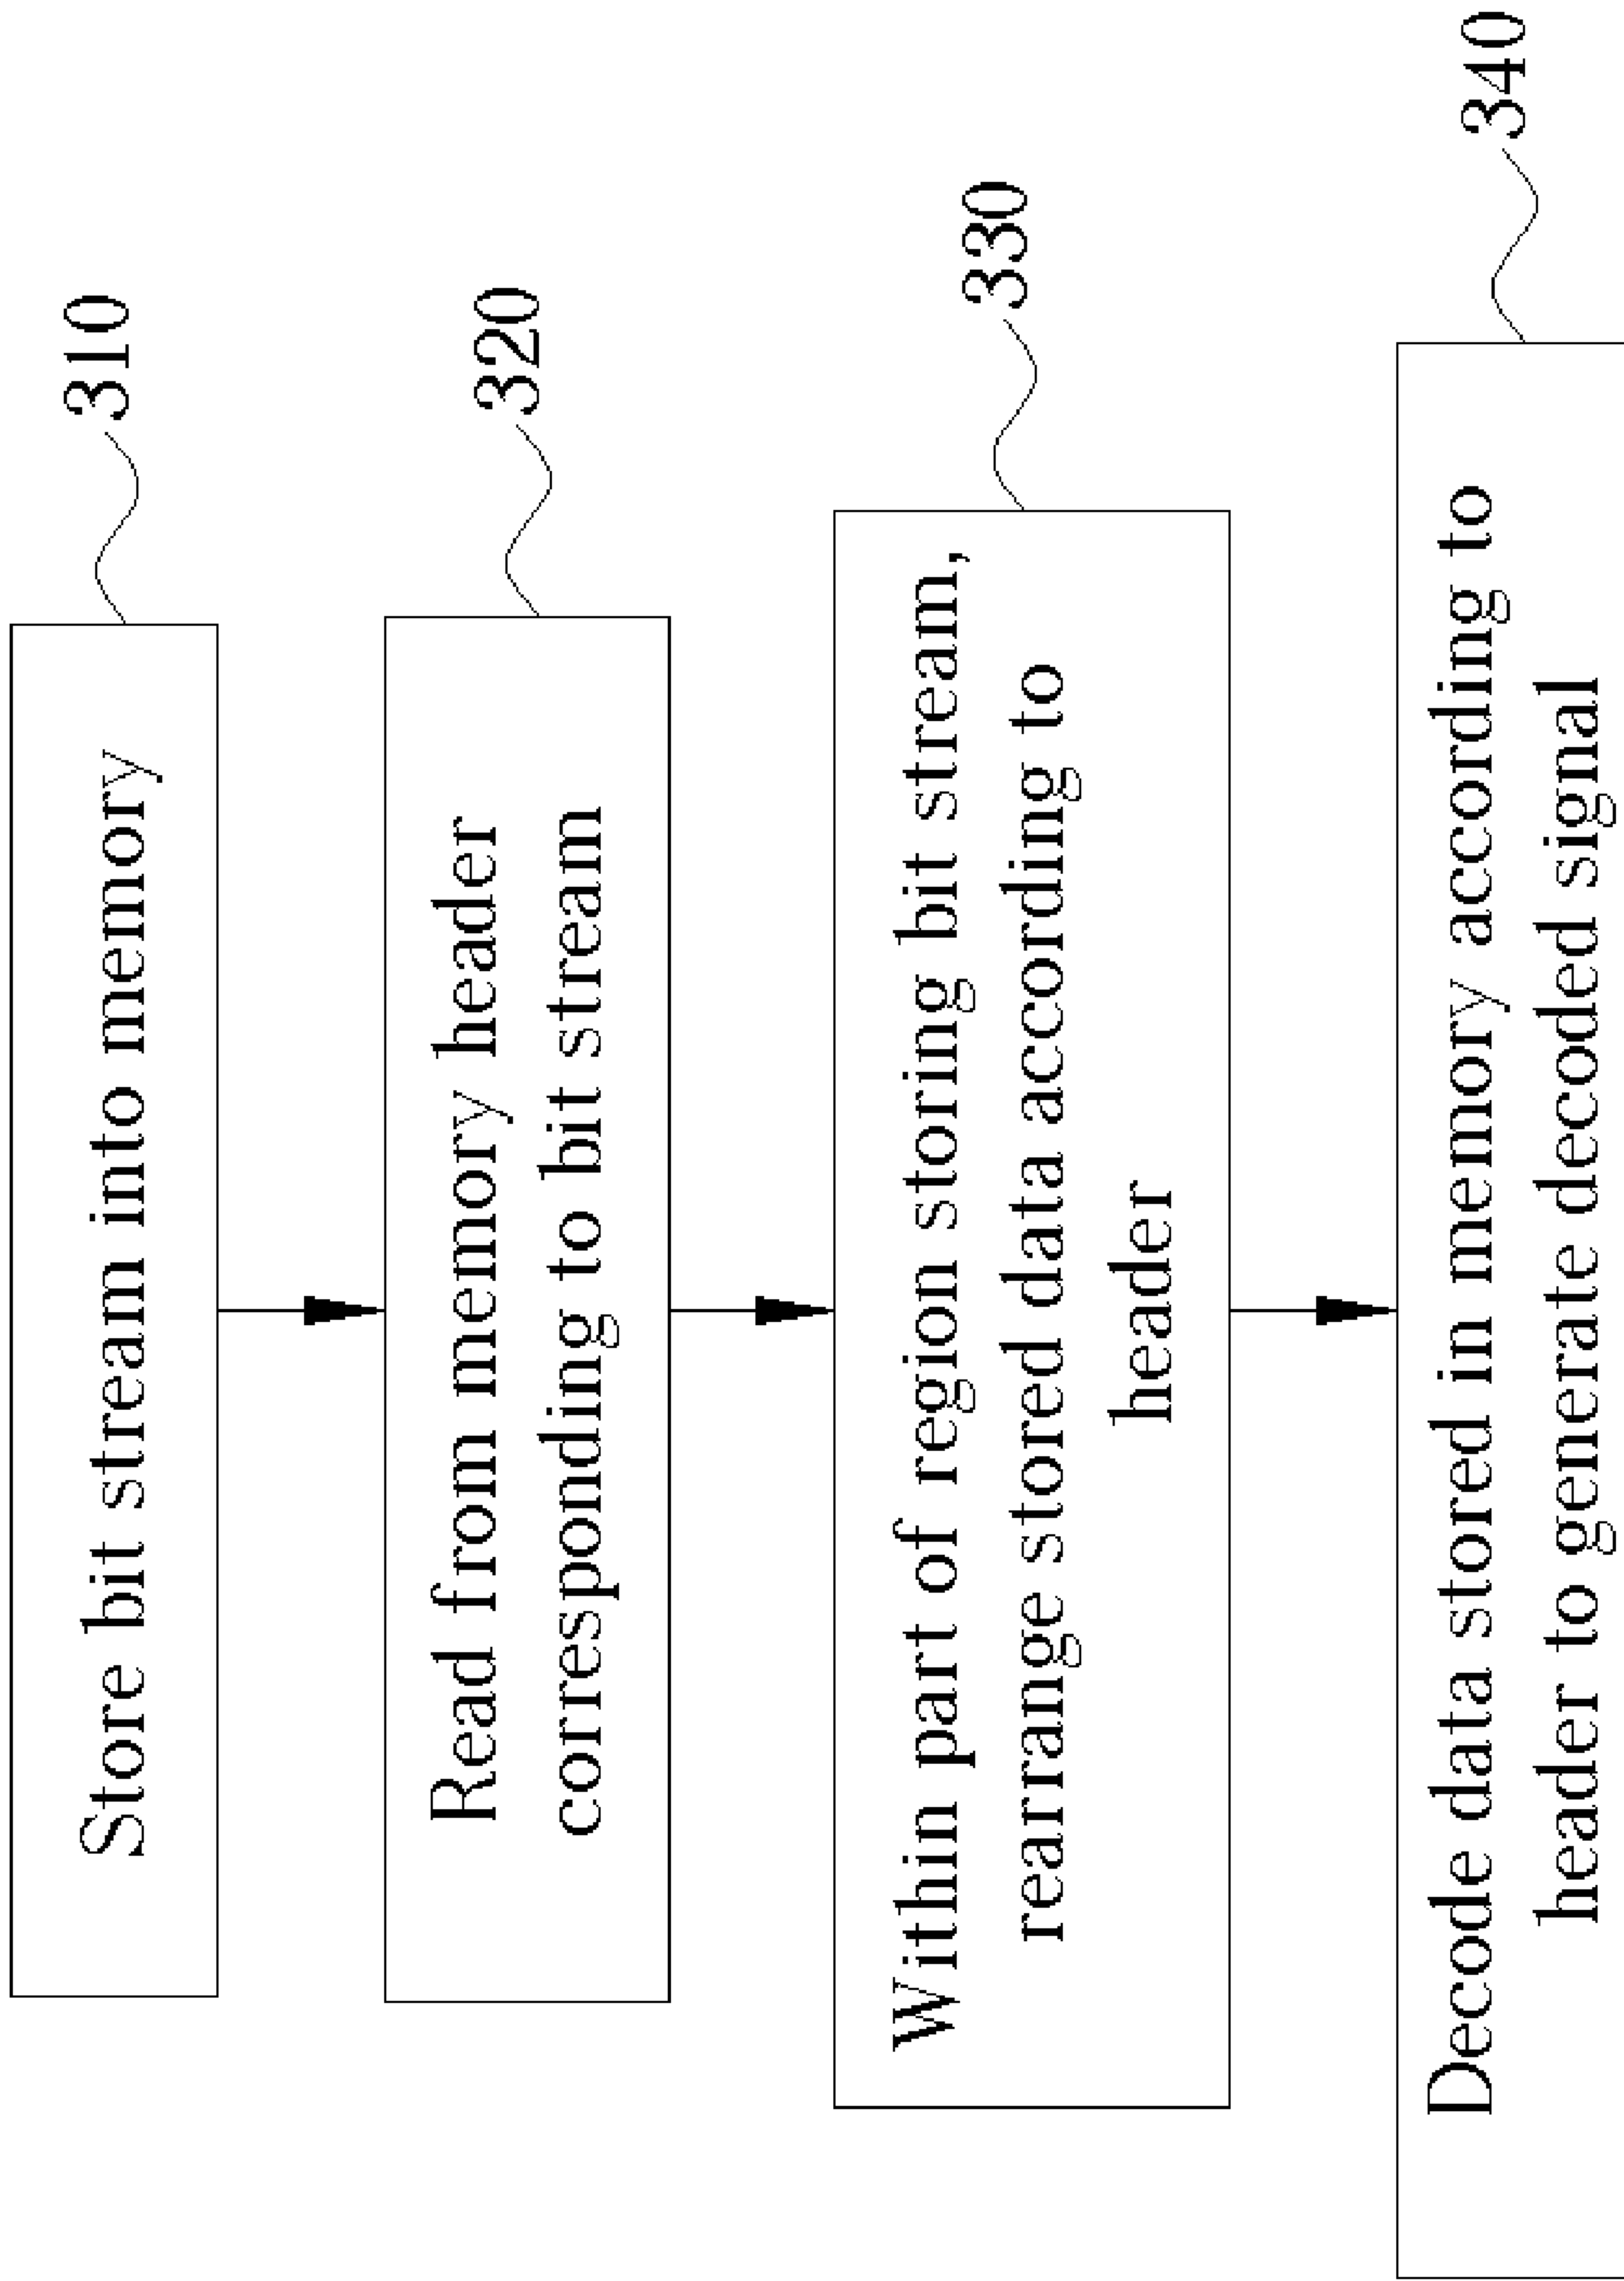 Store bit stream into memory
310
Read from memory header
corresponding to bit stream
320
Within part of region storing bit stream,
rearrange stored data according to
header
330
Decode data stored in memory according to
header to generate decoded signal
340